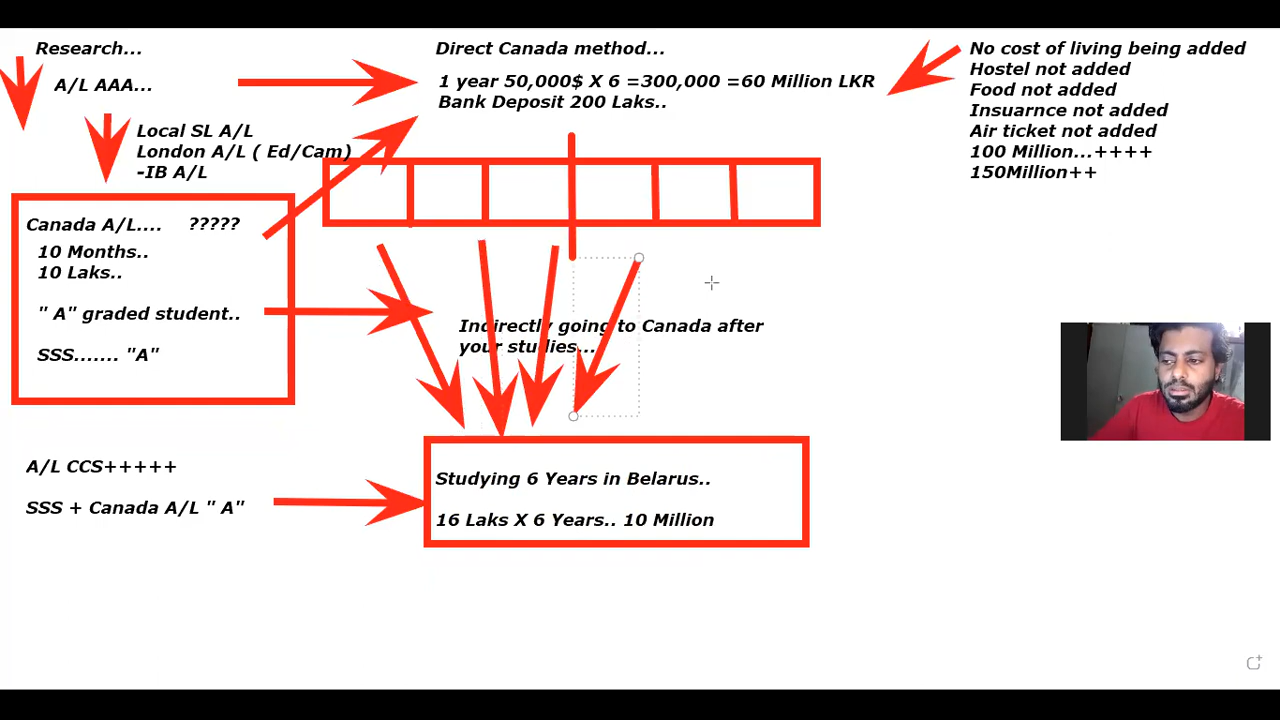 Research...
A/L AAA...
Local SL A/L
London A/L ( Ed/Cam)
-IB A/L
Canada A/L.... ?????
10 Months..
10 Laks..
" A" graded student..
SSS....... "A"
A/L CCS+++++
SSS + Canada A/L " A"
Direct Canada method...
1 year 50,000$ X 6 =300,000 =60 Million LKR
Bank Deposit 200 Laks..
Indirectly going to Canada after
your studies...
Studying 6 Years in Belarus..
16 Laks X 6 Years.. 10 Million
No cost of living being added
Hostel not added
Food not added
Insuarnce not added
Air ticket not added
100 Million...++++
150Million++